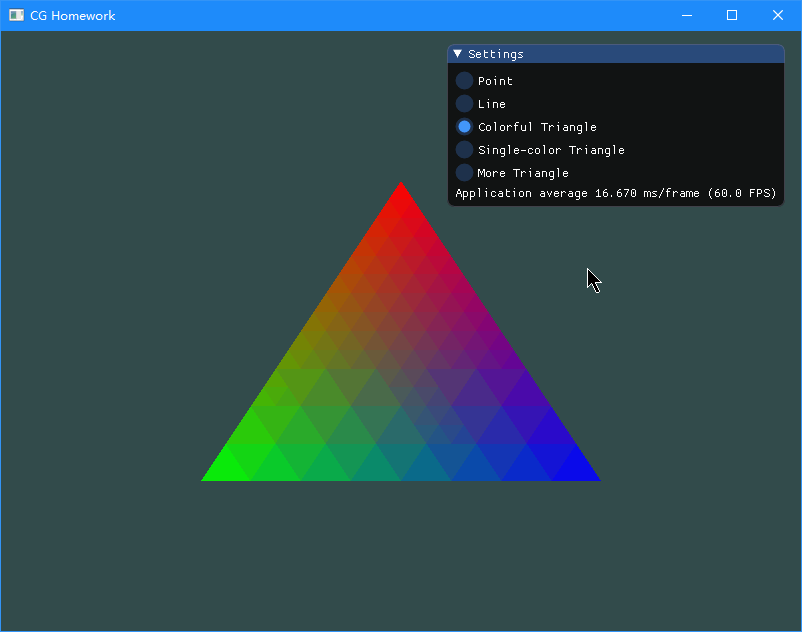 CG Homework
Settings
Point
Line
Colorful Triangle
Single-color Triangle
More Triangle
Application average 16.670 ms/frame (60.0 FPS)